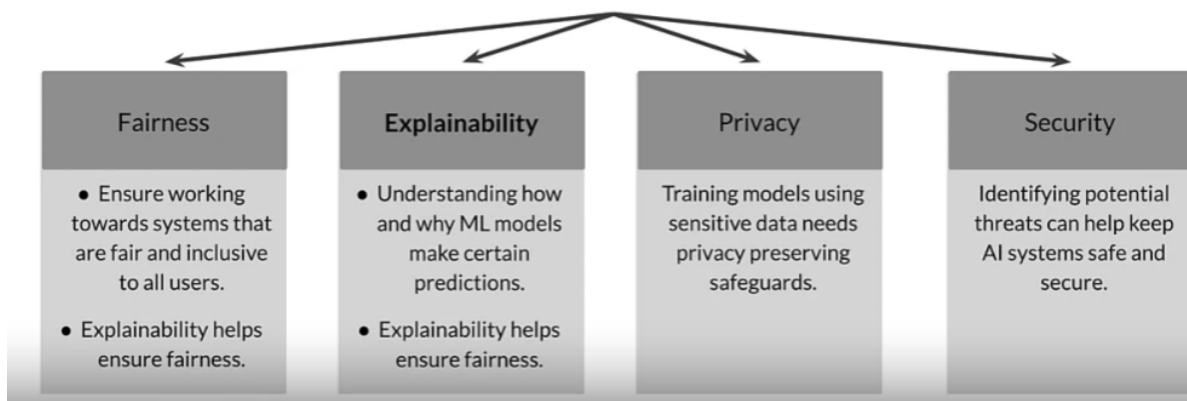 Fairness
● Ensure working
towards systems that
are fair and inclusive
to all users.
● Explainability helps
ensure fairness.
Explainability
● Understanding how
and why ML models
make certain
predictions.
● Explainability helps
ensure fairness.
Privacy
Training models using
sensitive data needs
privacy preserving
safeguards.
Security
Identifying potential
threats can help keep
AI systems safe and
secure.